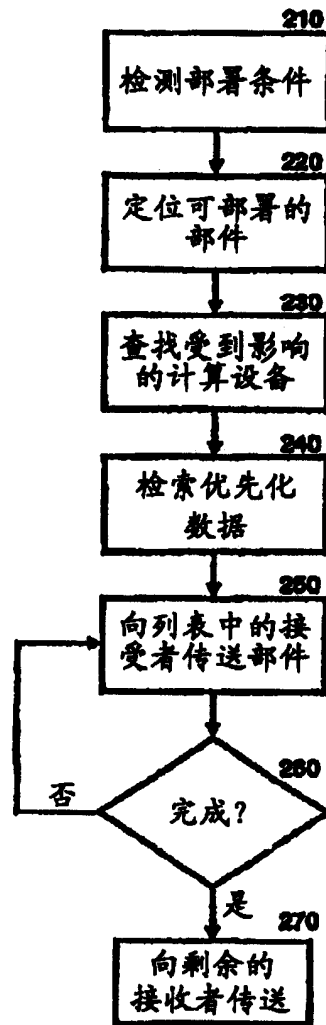 210
检测部署条件
220
定位可部署的
部件
230
查找受到影响
的计算设备
240
检索优先化
数据
250
向列表中的接
受者传送部件
260
完成?
否
是
270
向剩余的
接收者传送